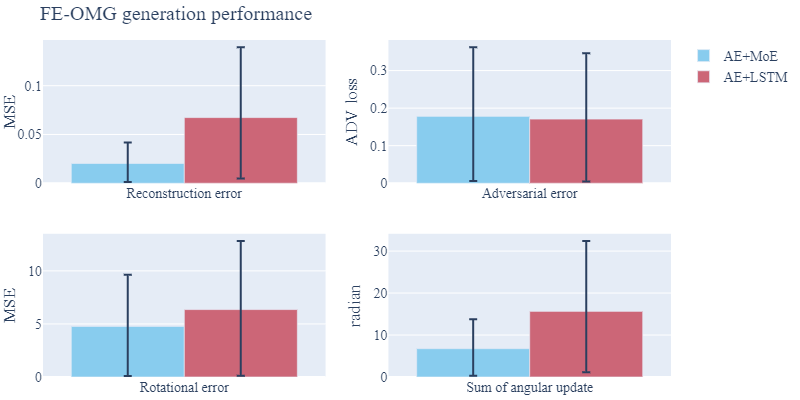 FE-OMG generation performance
0.1
0.05
0
MSE
Reconstruction error
0.3
0.2
0.1
0
ADV loss
Adversarial error
AE+MoE
AE+LSTM
10
5
0
MSE
Rotational error
30
20
10
0
radian
Sum of angular update